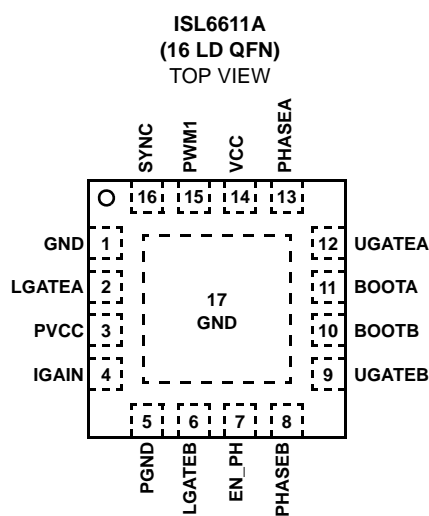 ISL6611A
(16 LD QFN)
TOP VIEW
SYNC
PWM1
VCC
PHASEA
16 15 14 13
GND 1
LGATEA 2
PVCC 3
IGAIN 4
17
GND
12 UGATEA
11 BOOTA
10 BOOTB
9 UGATEB
5 6 7 8
PGND
LGATEB
EN_PH
PHASEB